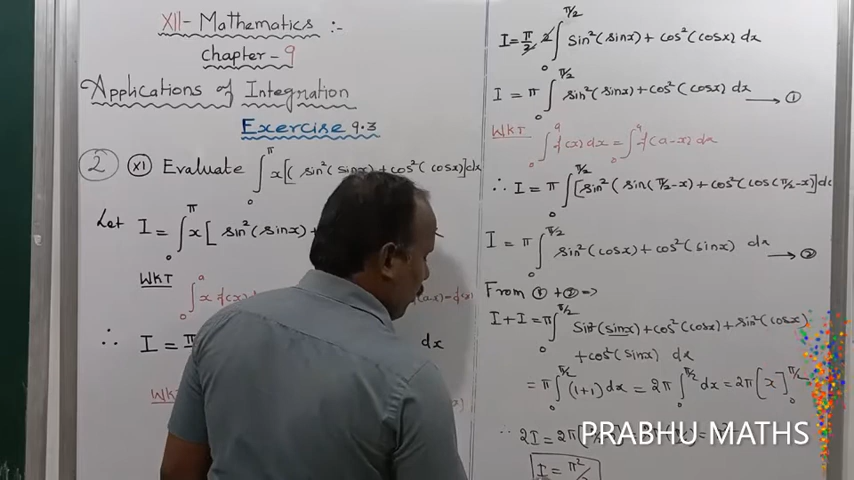 XII- Mathematics :-
Chapter - 9
Applications of Integration
Exercise 9.3
② (xi) Evaluate ∫₀^π x[( sin²(sinx) + cos²(cosx)]dx
Let I = ∫₀^π x[ sin²(sinx) +
WKT
∫₀^a x f(x) dx f(a-x) = f(x)
∴ I = π dx
WKT
I = π/2 2 ∫₀^π/2 sin²(sinx) + cos²(cosx) dx
I = π ∫₀^π/2 sin²(sinx) + cos²(cosx) dx → ①
WKT ∫₀^a f(x) dx = ∫₀^a f(a-x) dx
∴ I = π ∫₀^π/2 [sin²( sin(π/2-x) + cos²(cos(π/2-x)] dx
I = π ∫₀^π/2 sin²(cosx) + cos²(sinx) dx → ②
From ① + ② =>
I + I = π ∫₀^π/2 sin²(sinx) + cos²(cosx) + sin²(cosx)
+ cos²(sinx) dx
= π ∫₀^π/2 (1+1) dx = 2π ∫₀^π/2 dx = 2π [x]₀^π/2
∴ 2I = 2π
I = π²/
PRABHU MATHS